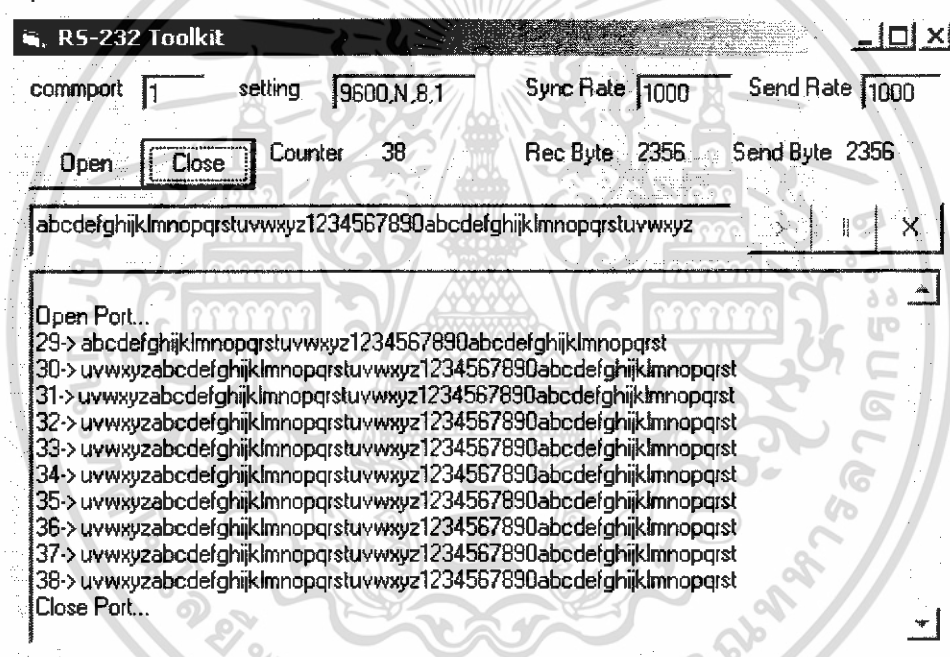 RS-232 Toolkit
commport 1 setting 9600,N,8,1 Sync Rate 1000 Send Rate 1000
Open Close Counter 38 Rec Byte 2356 Send Byte 2356
abcdefghijklmnopqrstuvwxyz1234567890abcdefghijklmnopqrstuvwxyz
Open Port...
29-> abcdefghijklmnopqrstuvwxyz1234567890abcdefghijklmnopqrst
30-> uvwxyzabcdefghijklmnopqrstuvwxyz1234567890abcdefghijklmnopqrst
31-> uvwxyzabcdefghijklmnopqrstuvwxyz1234567890abcdefghijklmnopqrst
32-> uvwxyzabcdefghijklmnopqrstuvwxyz1234567890abcdefghijklmnopqrst
33-> uvwxyzabcdefghijklmnopqrstuvwxyz1234567890abcdefghijklmnopqrst
34-> uvwxyzabcdefghijklmnopqrstuvwxyz1234567890abcdefghijklmnopqrst
35-> uvwxyzabcdefghijklmnopqrstuvwxyz1234567890abcdefghijklmnopqrst
36-> uvwxyzabcdefghijklmnopqrstuvwxyz1234567890abcdefghijklmnopqrst
37-> uvwxyzabcdefghijklmnopqrstuvwxyz1234567890abcdefghijklmnopqrst
38-> uvwxyzabcdefghijklmnopqrstuvwxyz1234567890abcdefghijklmnopqrst
Close Port...